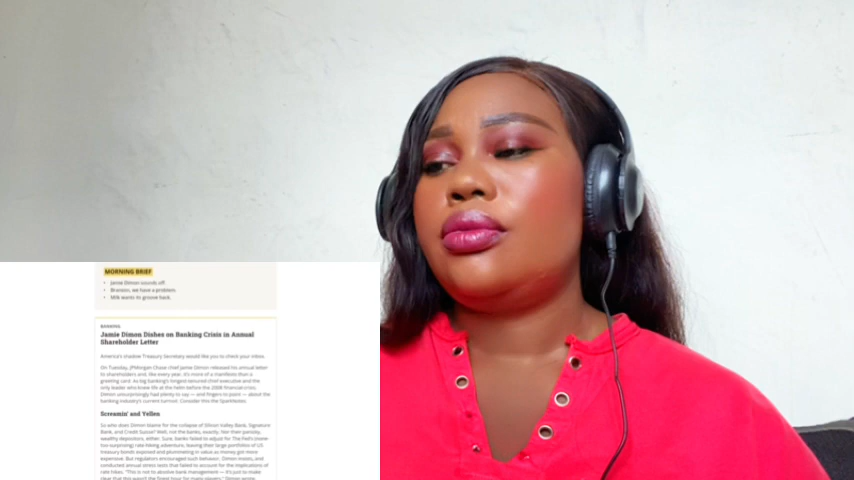 MORNING BRIEF
Jamie Dimon sounds off.
Branson, we have a problem.
Milk wants to groove back.
BANKING
Jamie Dimon Dishes on Banking Crisis in Annual
Shareholder Letter
America's shadow Treasury Secretary would like you to check your inbox.
On Tuesday, JPMorgan Chase chief Jamie Dimon released his annual letter
to shareholders and, like every year, it's more of a manifesto than a
greeting card. As big banking's longest-tenured chief executive and the
only leader who knew life at the helm before the 2008 financial crisis,
Dimon unsurprisingly had plenty to say — and fingers to point — about the
banking industry's current turmoil. Consider this the SparkNotes.
Screamin' and Yellen
So who does Dimon blame for the collapse of Silicon Valley Bank, Signature
Bank, and Credit Suisse? Well, not the banks, exactly. Nor their panicky,
wealthy depositors, either. Sure, banks failed to adjust for The Fed's (none-
too-surprising) rate-hiking adventure, leaving their large portfolios of US
treasury bonds exposed and plummeting in value as money got more
expensive. But regulators encouraged such behavior, Dimon insists, and
conducted annual stress tests that failed to account for the implications of
rate hikes. "This is not to absolve bank management — it's just to make
clear that this wasn't the finest hour for many players," Dimon wrote.